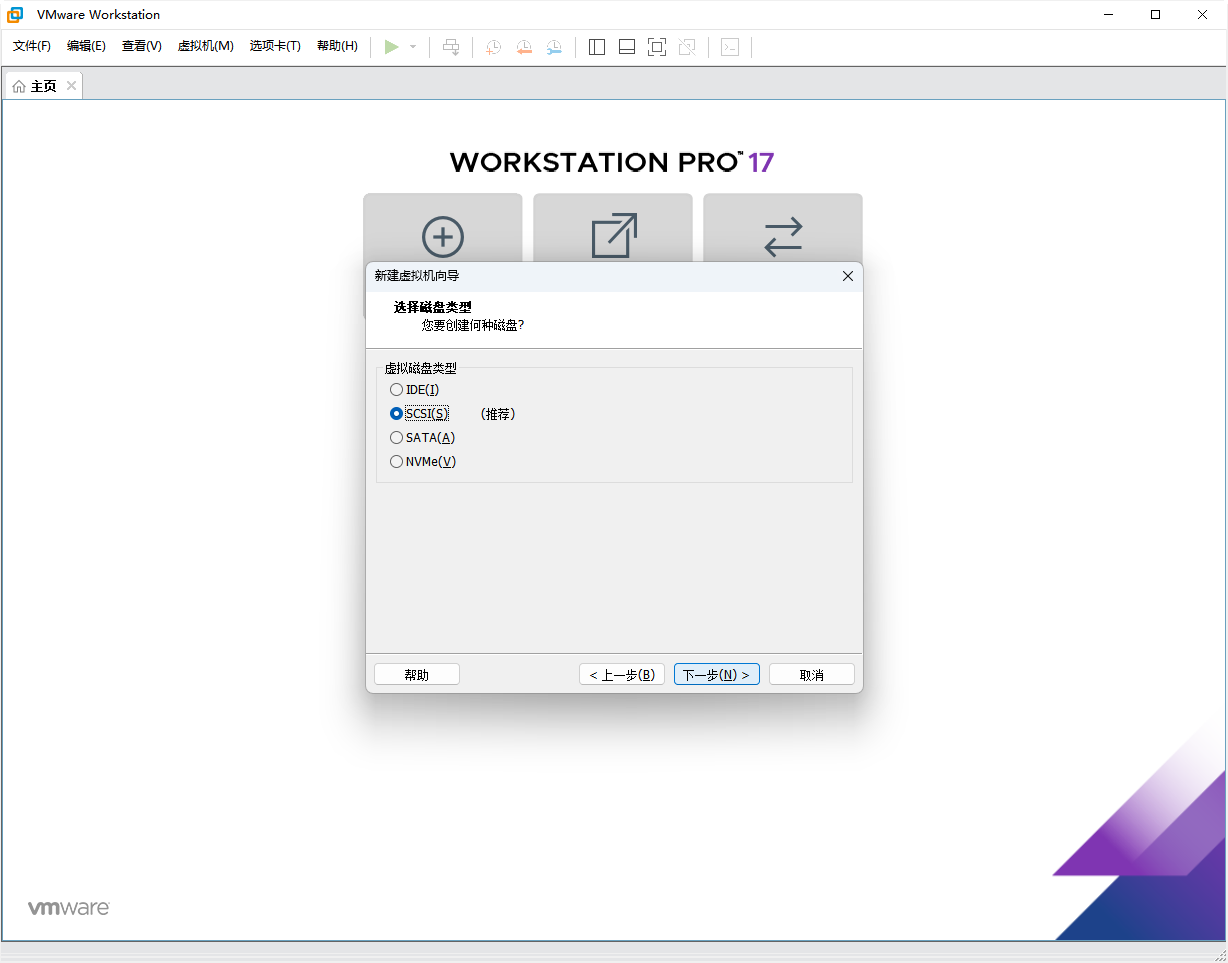 VMware Workstation
文件(F) 编辑(E) 查看(V) 虚拟机(M) 选项卡(T) 帮助(H)
主页
WORKSTATION PRO™ 17
新建虚拟机向导
选择磁盘类型
您要创建何种磁盘?
虚拟磁盘类型
IDE(I)
SCSI(S) (推荐)
SATA(A)
NVMe(V)
帮助 < 上一步(B) 下一步(N) > 取消
vmware